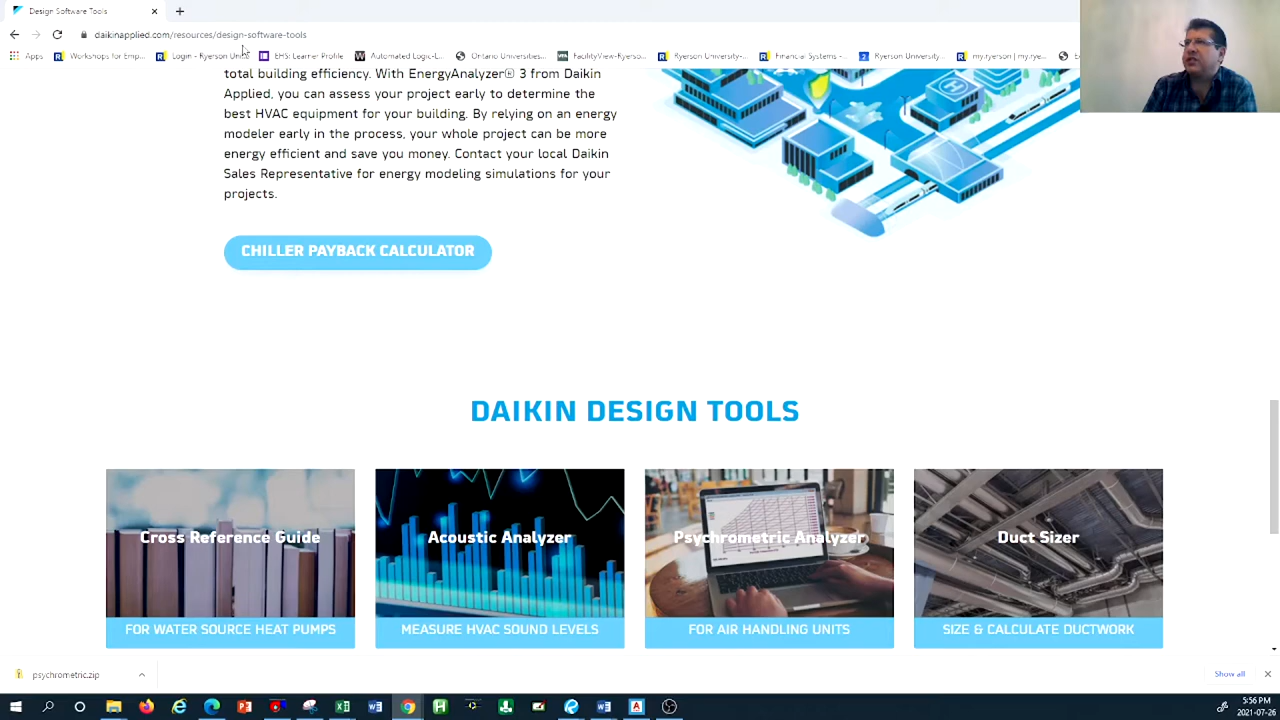 Design Software Tools
daikinapplied.com/resources/design-software-tools
Apps
Workshops for Emp...
Login - Ryerson Unive
EHS: Learner Profile
Automated Logic-L...
Ontario Universities...
FacilityView-Ryerso...
Ryerson University-...
Financial Systems -...
Ryerson University...
my.ryerson | my.rye...
total building efficiency. With EnergyAnalyzer® 3 from Daikin
Applied, you can assess your project early to determine the
best HVAC equipment for your building. By relying on an energy
modeler early in the process, your whole project can be more
energy efficient and save you money. Contact your local Daikin
Sales Representative for energy modeling simulations for your
projects.
CHILLER PAYBACK CALCULATOR
DAIKIN DESIGN TOOLS
Cross Reference Guide
FOR WATER SOURCE HEAT PUMPS
Acoustic Analyzer
MEASURE HVAC SOUND LEVELS
Psychrometric Analyzer
FOR AIR HANDLING UNITS
Duct Sizer
SIZE & CALCULATE DUCTWORK
psychrometric.zip
Show all
5:56 PM
2021-07-26